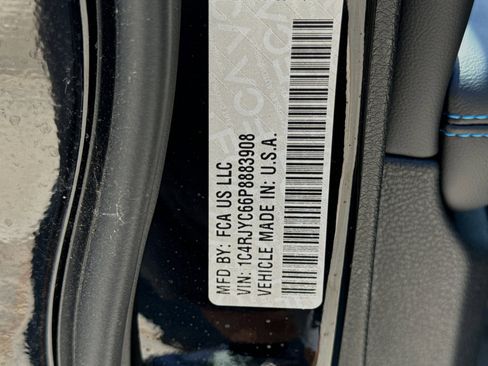 MFD BY: FCA US LLC
VIN: 1C4RJYC66P8883908
VEHICLE MADE IN: U.S.A.